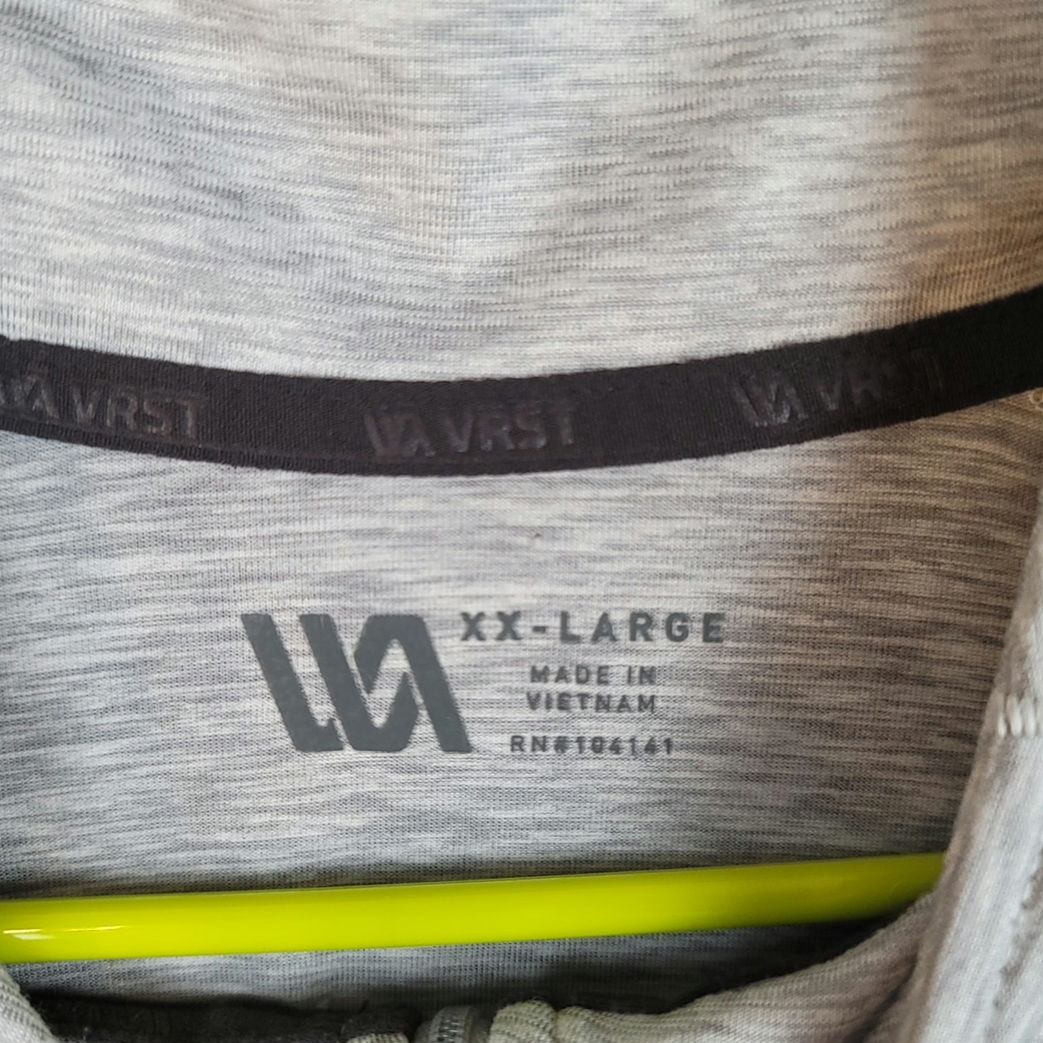 VRST VRST VRST
XX-LARGE
MADE IN
VIETNAM
RN#104141